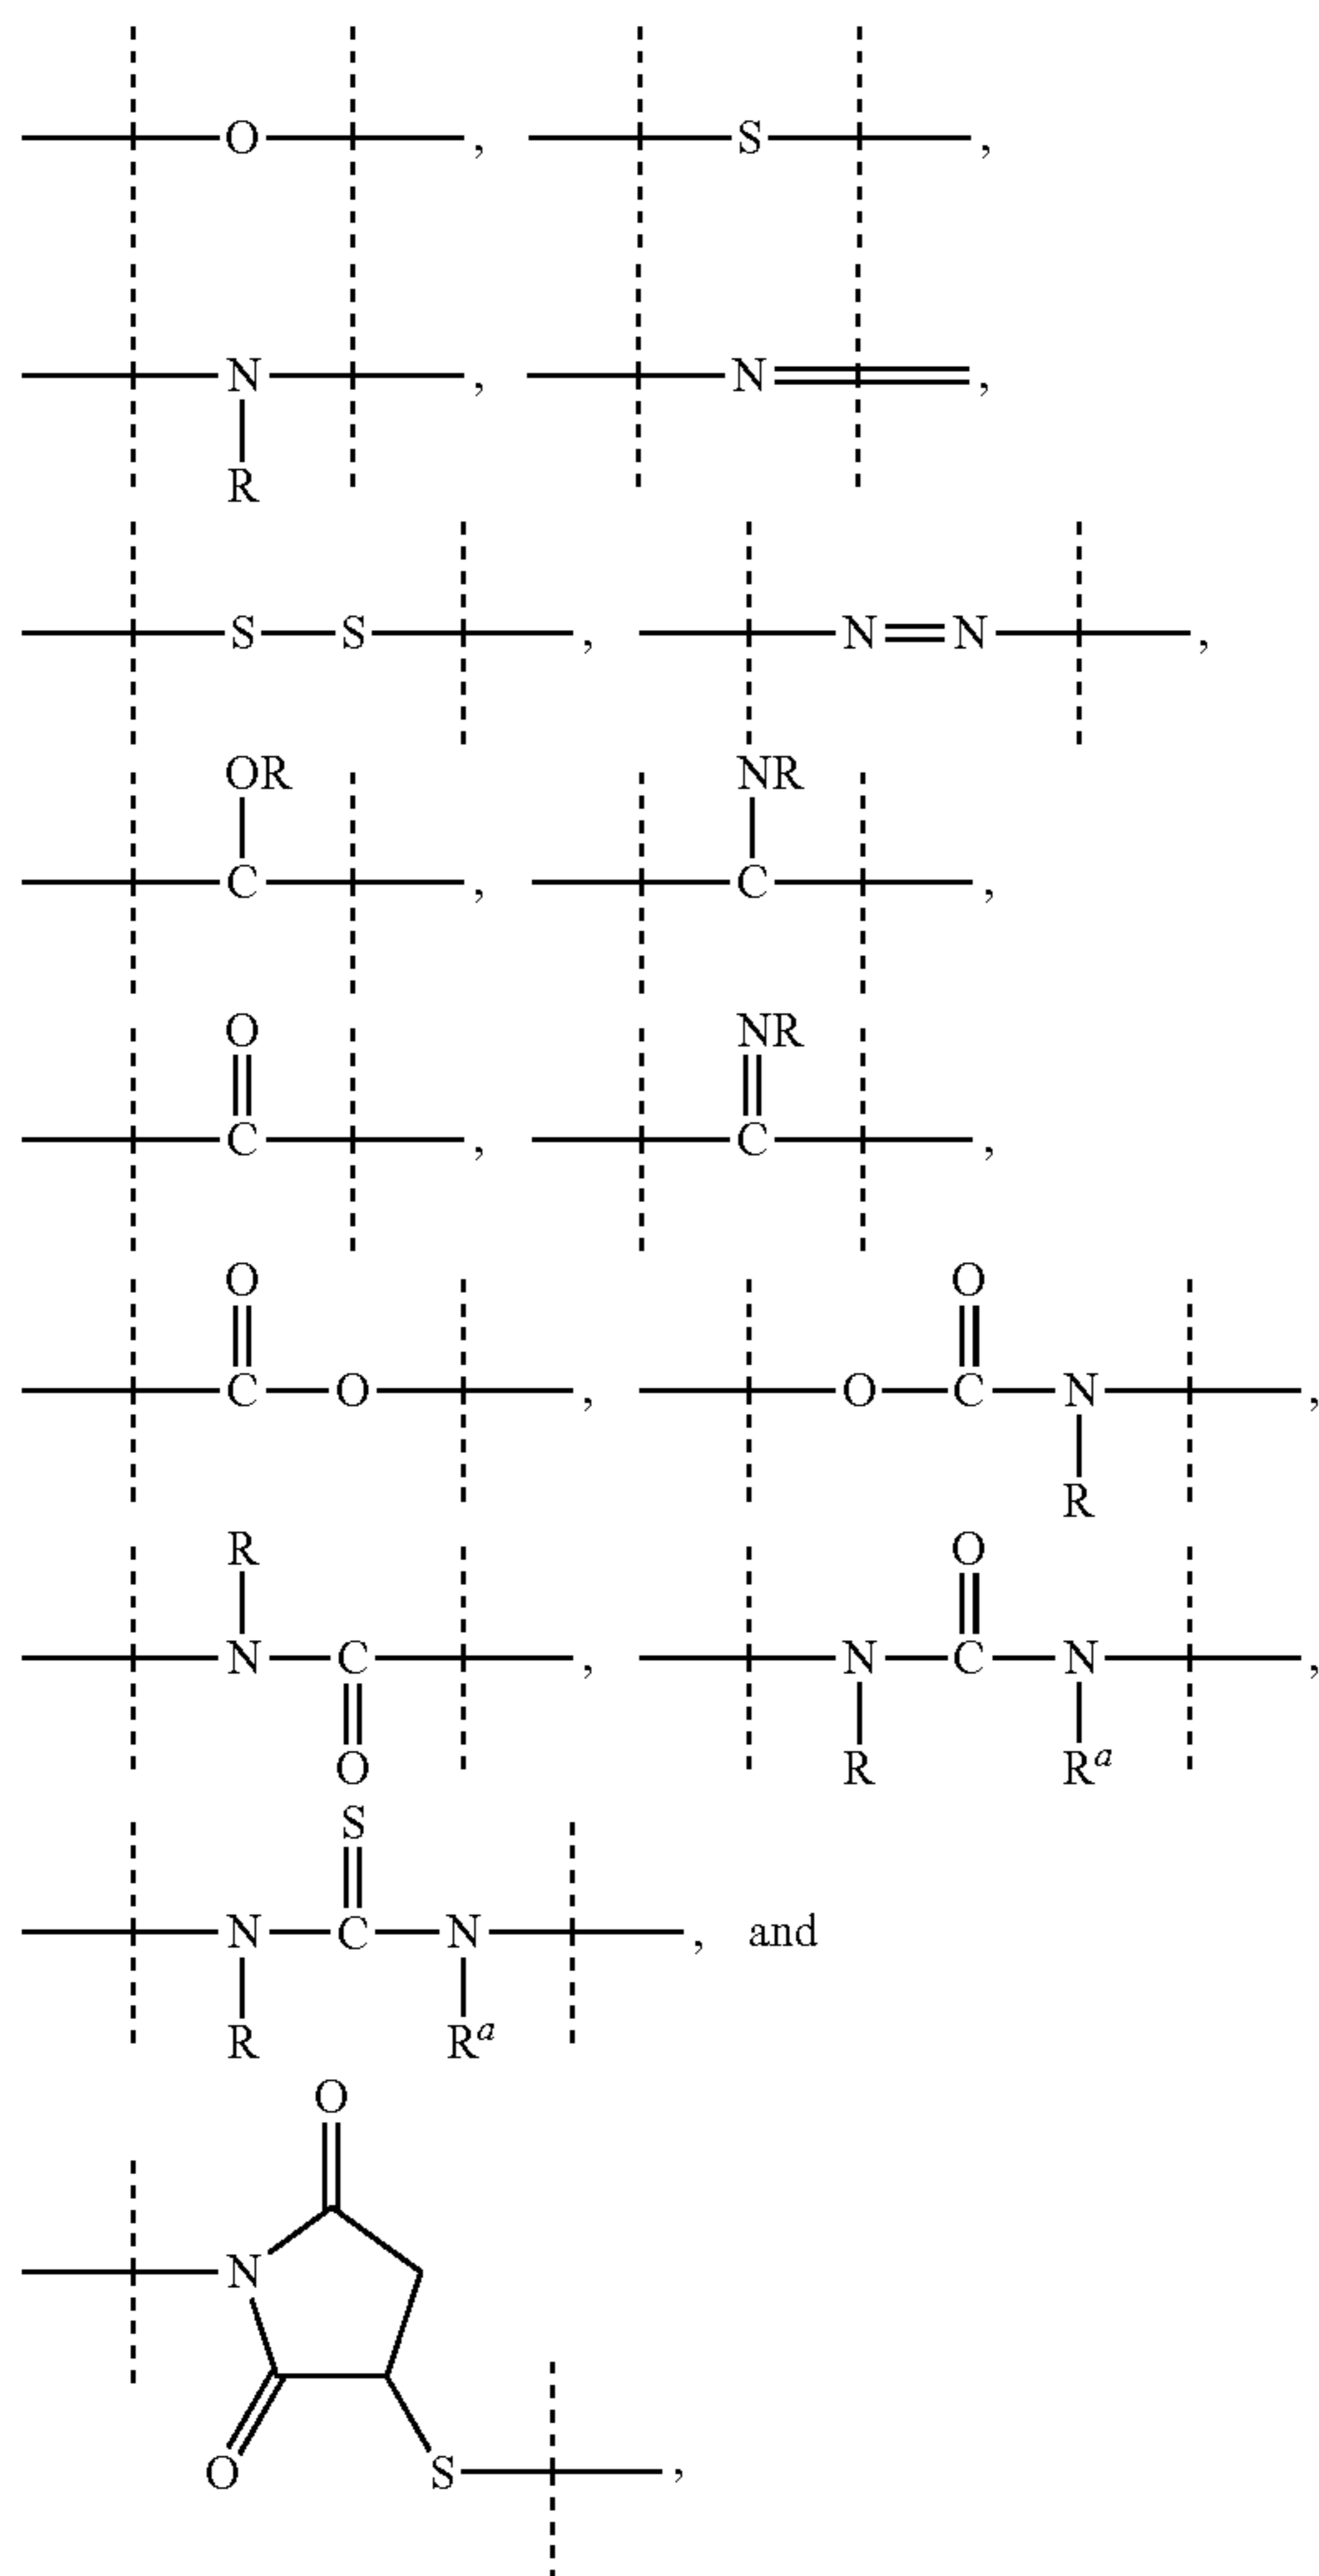 O , S ,
N , N ,
R
S S , N N ,
OR NR
C , C ,
O NR
C , C ,
O O
C O , O C N ,
R
R O
N C , N C N ,
O R Rᵃ
S
N C N , and
R Rᵃ
O
N
O S ,